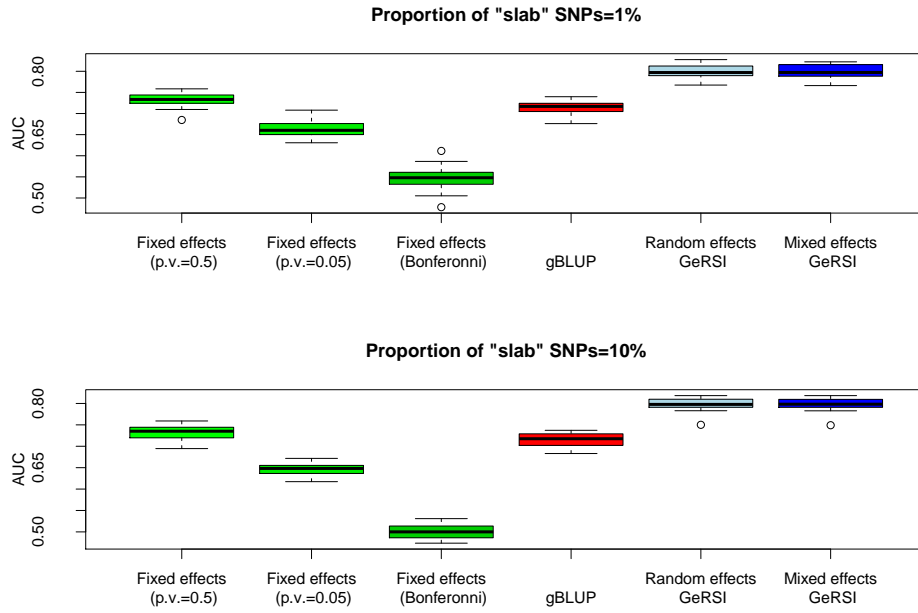 Proportion of "slab" SNPs=1%
AUC
0.80
0.65
0.50
Fixed effects
(p.v.=0.5)
Fixed effects
(p.v.=0.05)
Fixed effects
(Bonferonni)
gBLUP
Random effects
GeRSI
Mixed effects
GeRSI
Proportion of "slab" SNPs=10%
AUC
0.80
0.65
0.50
Fixed effects
(p.v.=0.5)
Fixed effects
(p.v.=0.05)
Fixed effects
(Bonferonni)
gBLUP
Random effects
GeRSI
Mixed effects
GeRSI